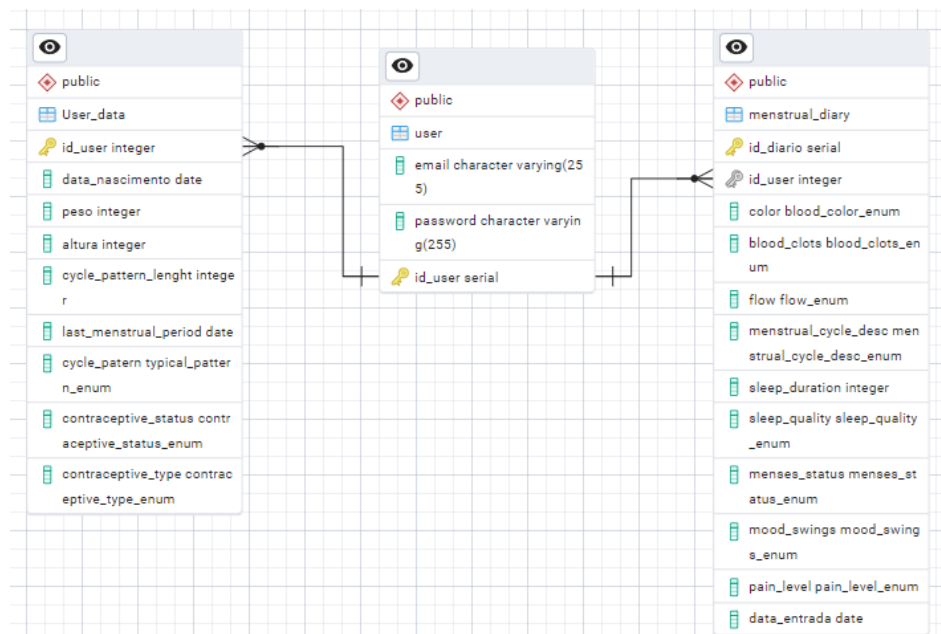 public
User_data
id_user integer
data_nascimento date
peso integer
altura integer
cycle_pattern_lenght intege
r
last_menstrual_period date
cycle_patern typical_patter
n_enum
contraceptive_status contr
aceptive_status_enum
contraceptive_type contrac
eptive_type_enum
public
user
email character varying(25
5)
password character varyin
g(255)
id_user serial
public
menstrual_diary
id_diario serial
id_user integer
color blood_color_enum
blood_clots blood_clots_en
um
flow flow_enum
menstrual_cycle_desc men
strual_cycle_desc_enum
sleep_duration integer
sleep_quality sleep_quality
_enum
menses_status menses_st
atus_enum
mood_swings mood_swing
s_enum
pain_level pain_level_enum
data_entrada date